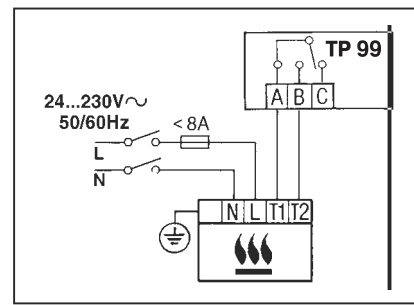 TP 99
A B C
24...230V~
50/60Hz
<8A
L
N
N L T1 T2